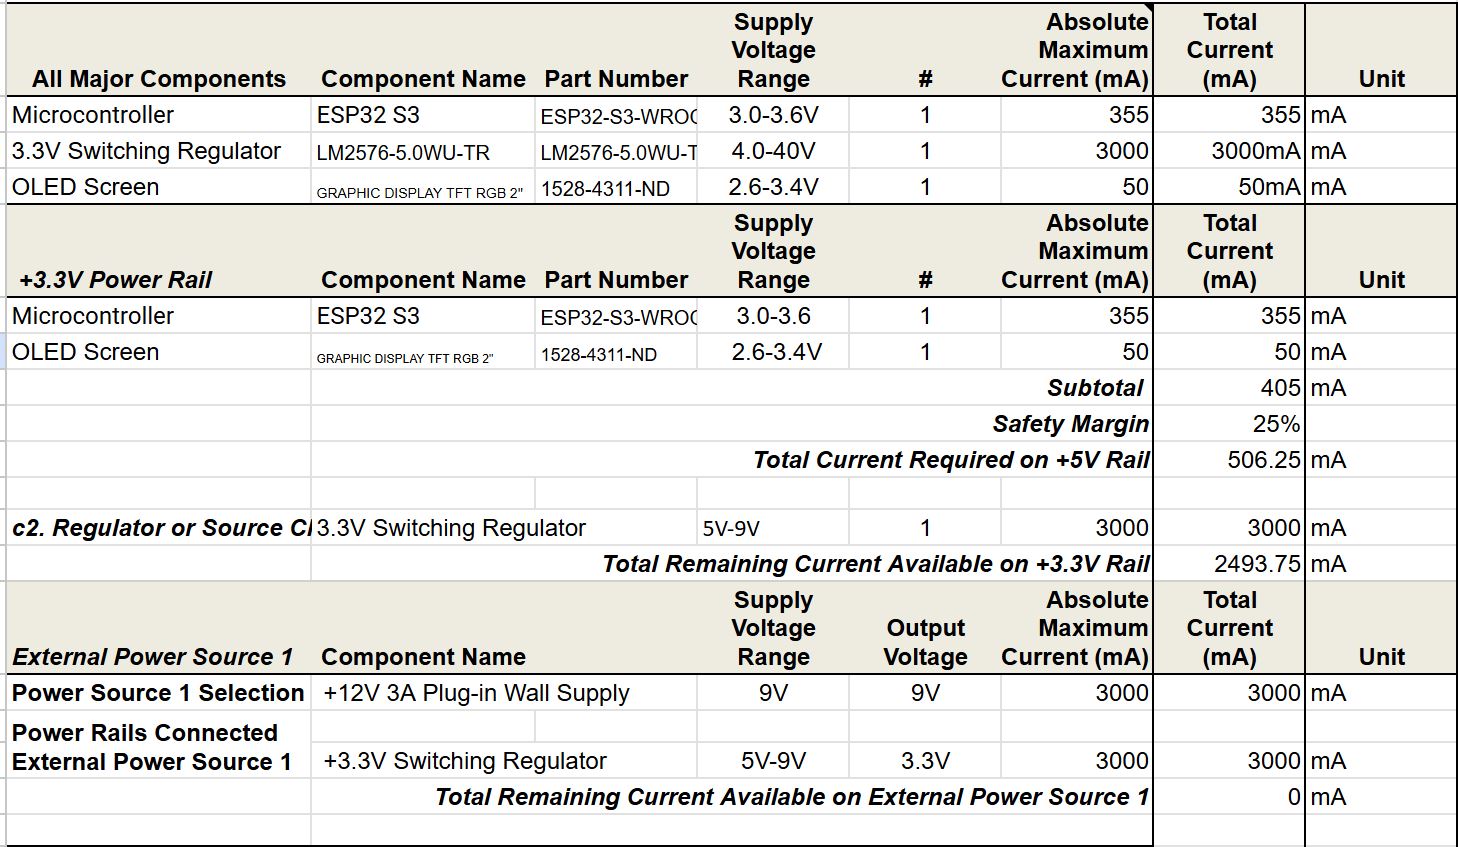 All Major Components Component Name Part Number Supply Voltage Range # Absolute Maximum Current (mA) Total Current (mA) Unit
Microcontroller ESP32 S3 ESP32-S3-WROO 3.0-3.6V 1 355 355 mA
3.3V Switching Regulator LM2576-5.0WU-TR LM2576-5.0WU-T 4.0-40V 1 3000 3000mA mA
OLED Screen GRAPHIC DISPLAY TFT RGB 2" 1528-4311-ND 2.6-3.4V 1 50 50mA mA
+3.3V Power Rail Component Name Part Number Supply Voltage Range # Absolute Maximum Current (mA) Total Current (mA) Unit
Microcontroller ESP32 S3 ESP32-S3-WROO 3.0-3.6 1 355 355 mA
OLED Screen GRAPHIC DISPLAY TFT RGB 2" 1528-4311-ND 2.6-3.4V 1 50 50 mA
Subtotal 405 mA
Safety Margin 25%
Total Current Required on +5V Rail 506.25 mA
c2. Regulator or Source 3.3V Switching Regulator 5V-9V 1 3000 3000 mA
Total Remaining Current Available on +3.3V Rail 2493.75 mA
External Power Source 1 Component Name Supply Voltage Range Output Voltage Absolute Maximum Current (mA) Total Current (mA) Unit
Power Source 1 Selection +12V 3A Plug-in Wall Supply 9V 9V 3000 3000 mA
Power Rails Connected External Power Source 1 +3.3V Switching Regulator 5V-9V 3.3V 3000 3000 mA
Total Remaining Current Available on External Power Source 1 0 mA